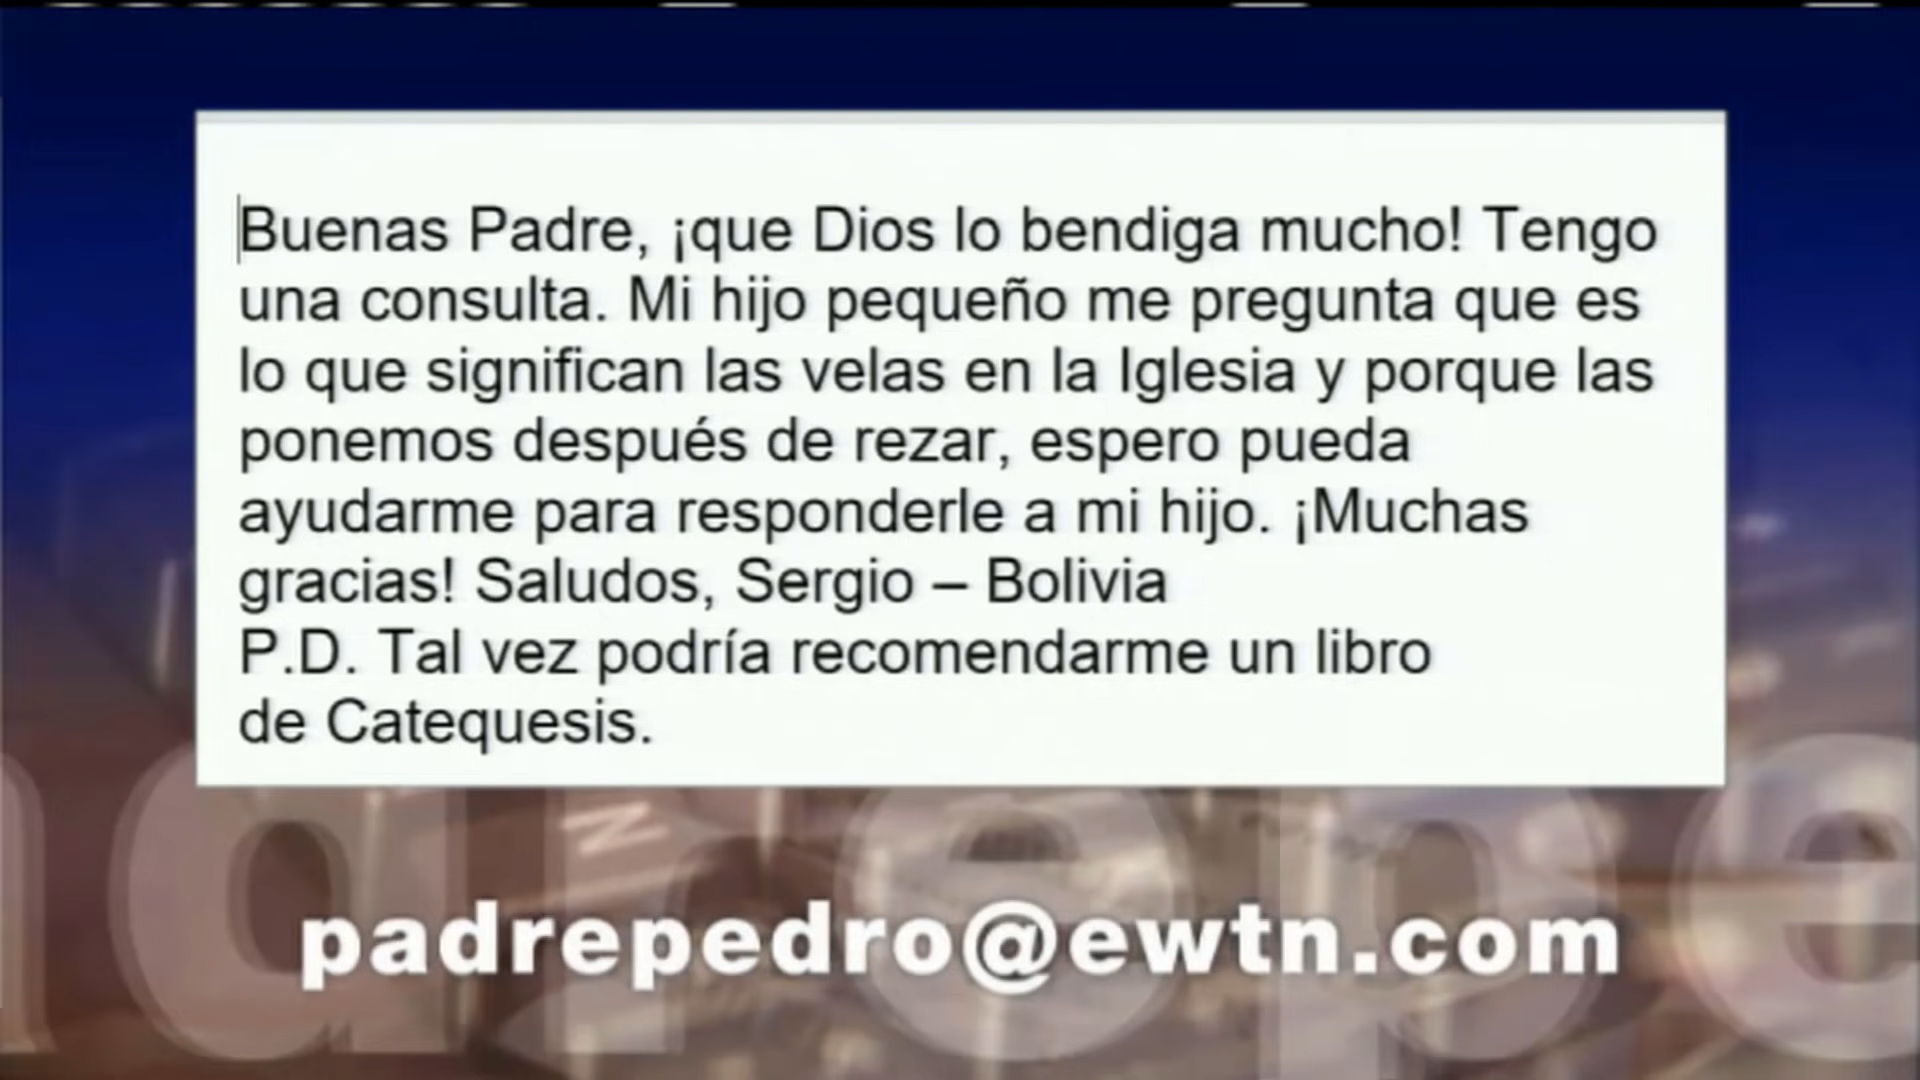 Buenas Padre, ¡que Dios lo bendiga mucho! Tengo
una consulta. Mi hijo pequeño me pregunta que es
lo que significan las velas en la Iglesia y porque las
ponemos después de rezar, espero pueda
ayudarme para responderle a mi hijo. ¡Muchas
gracias! Saludos, Sergio – Bolivia
P.D. Tal vez podría recomendarme un libro
de Catequesis.
padrepedro@ewtn.com